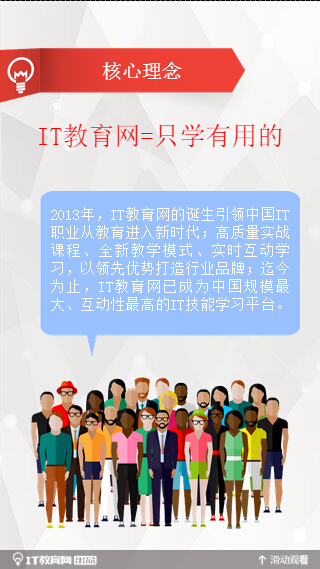 核心理念
IT教育网=只学有用的
2013年，IT教育网的诞生引领中国IT
职业从教育进入新时代；高质量实战
课程、全新教学模式、实时互动学
习，以领先优势打造行业品牌；迄今
为止，IT教育网已成为中国规模最
大、互动性最高的IT技能学习平台。
IT教育网
滑动观看